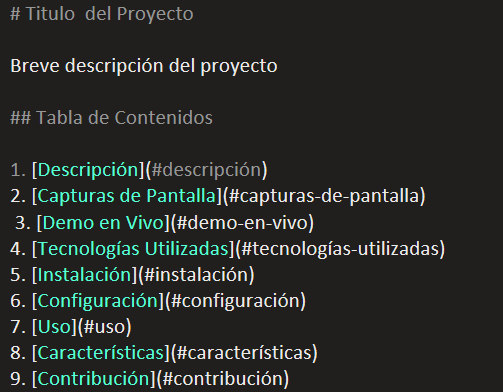 # Titulo  del Proyecto
Breve descripción del proyecto
## Tabla de Contenidos
1. [Descripción](#descripción)
2. [Capturas de Pantalla](#capturas-de-pantalla)
3. [Demo en Vivo](#demo-en-vivo)
4. [Tecnologías Utilizadas](#tecnologías-utilizadas)
5. [Instalación](#instalación)
6. [Configuración](#configuración)
7. [Uso](#uso)
8. [Características](#características)
9. [Contribución](#contribución)